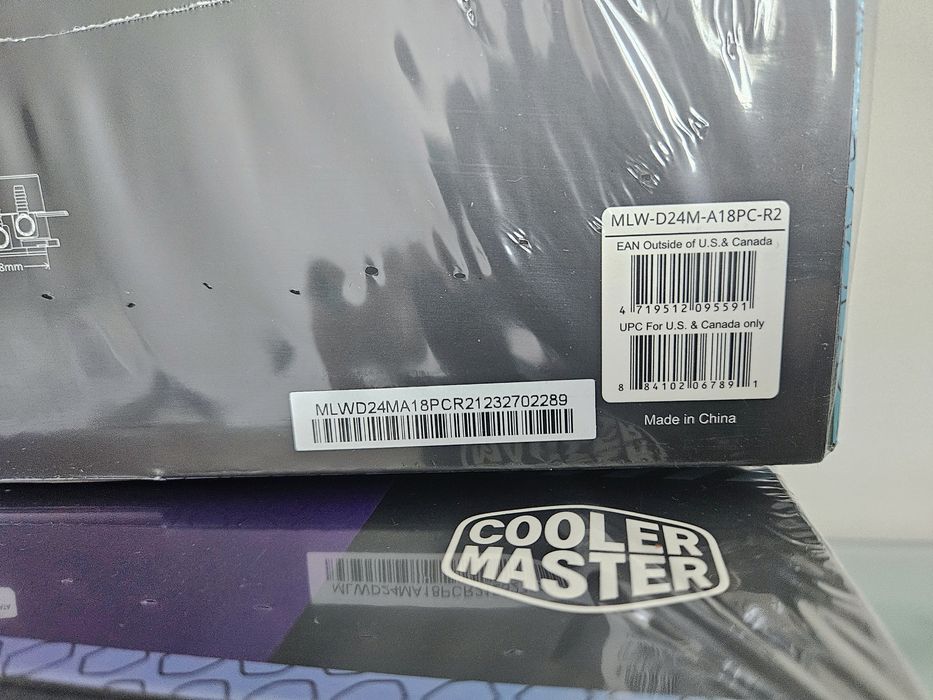 8mm
MLW-D24M-A18PC-R2
EAN Outside of U.S.& Canada
4 719512 095591
UPC For U.S. & Canada only
8 84102 06789 1
MLWD24MA18PCR21232702289
Made in China
COOLER
MASTER